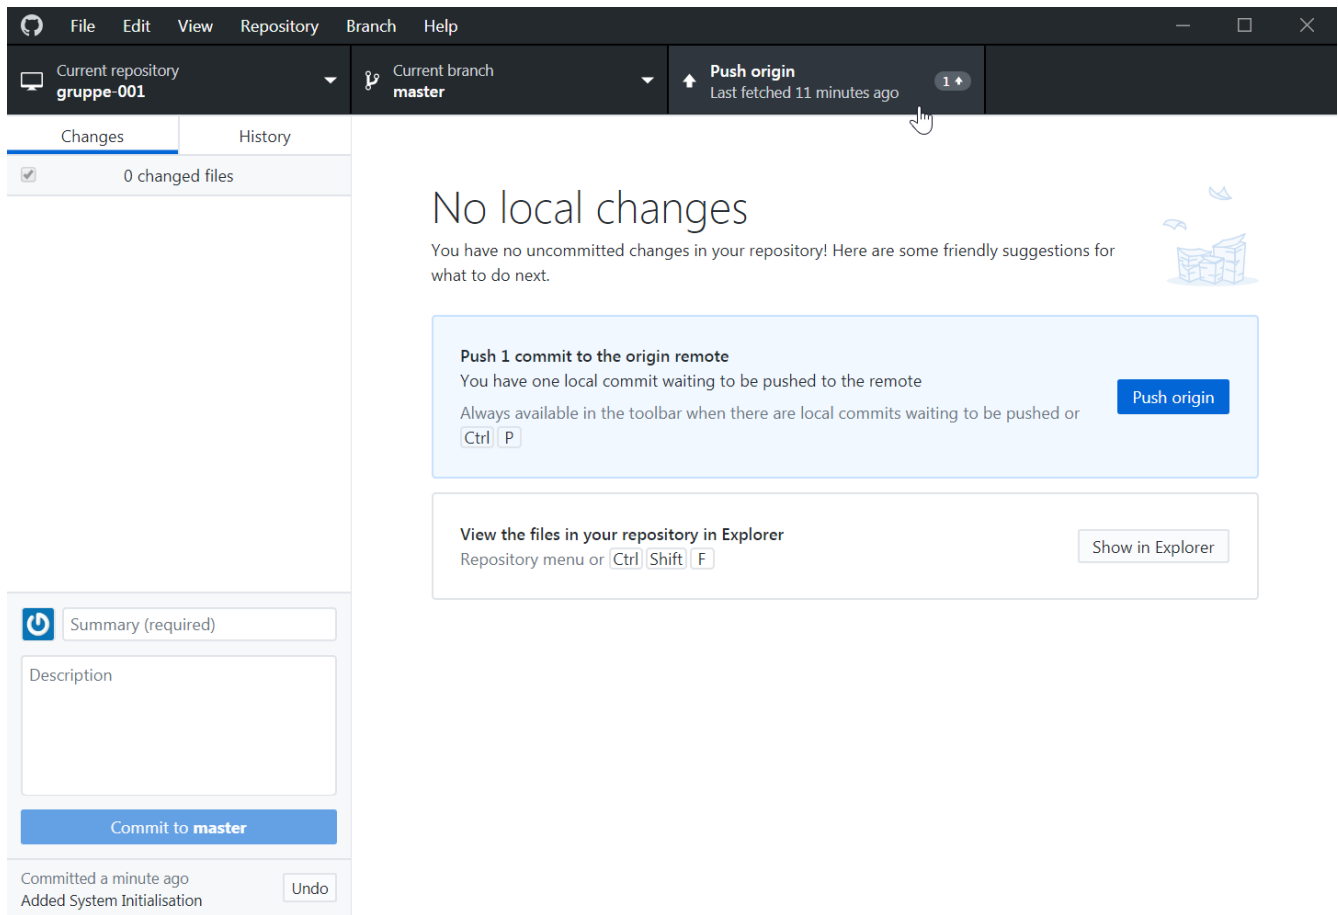 File Edit View Repository Branch Help
Current repository
gruppe-001
Current branch
master
Push origin
Last fetched 11 minutes ago
1
Changes History
0 changed files
No local changes
You have no uncommitted changes in your repository! Here are some friendly suggestions for
what to do next.
Push 1 commit to the origin remote
You have one local commit waiting to be pushed to the remote
Always available in the toolbar when there are local commits waiting to be pushed or
Ctrl P
Push origin
View the files in your repository in Explorer
Repository menu or Ctrl Shift F
Show in Explorer
Summary (required)
Description
Commit to master
Committed a minute ago
Added System Initialisation
Undo